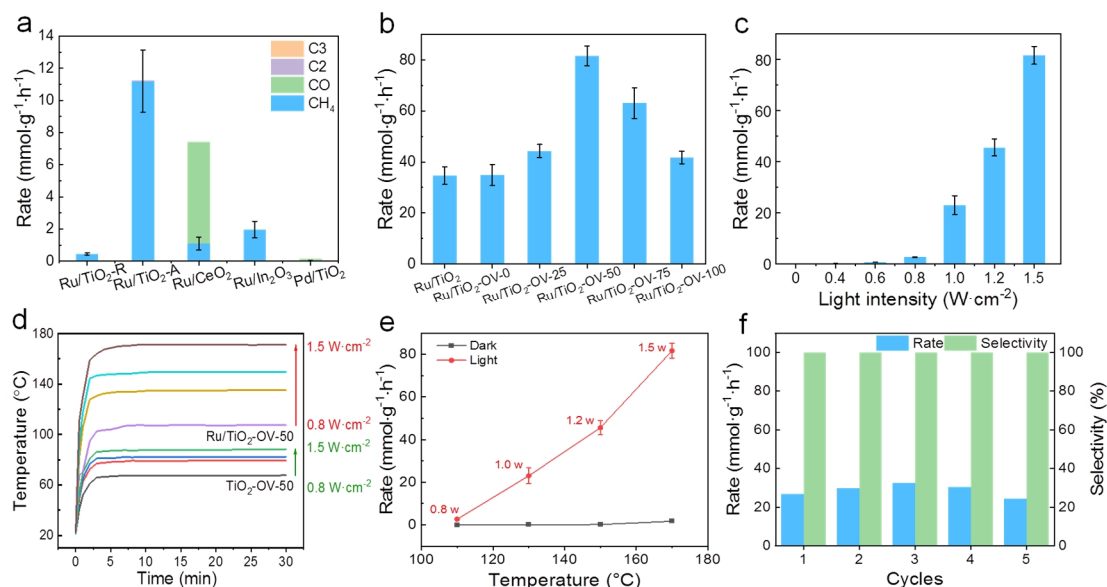 a
Rate (mmol·g⁻¹·h⁻¹)
14
12
10
8
6
4
2
0
C3
C2
CO
CH₄
Ru/TiO₂-R
Ru/TiO₂-A
Ru/CeO₂
Ru/In₂O₃
Pd/TiO₂
b
Rate (mmol·g⁻¹·h⁻¹)
100
80
60
40
20
0
Ru/TiO₂
Ru/TiO₂-OV-0
Ru/TiO₂-OV-25
Ru/TiO₂-OV-50
Ru/TiO₂-OV-75
Ru/TiO₂-OV-100
c
Rate (mmol·g⁻¹·h⁻¹)
80
60
40
20
0
0 0.4 0.6 0.8 1.0 1.2 1.5
Light intensity (W·cm⁻²)
d
Temperature (°C)
180
140
100
60
20
1.5 W·cm⁻²
0.8 W·cm⁻²
Ru/TiO₂-OV-50
1.5 W·cm⁻²
TiO₂-OV-50
0.8 W·cm⁻²
0 5 10 15 20 25 30
Time (min)
e
Rate (mmol·g⁻¹·h⁻¹)
100
80
60
40
20
0
Dark
Light
0.8 w
1.0 w
1.2 w
1.5 w
100 120 140 160 180
Temperature (°C)
f
Rate (mmol·g⁻¹·h⁻¹)
100
80
60
40
20
0
Rate
Selectivity
100
80
60
40
20
0
Selectivity (%)
1 2 3 4 5
Cycles